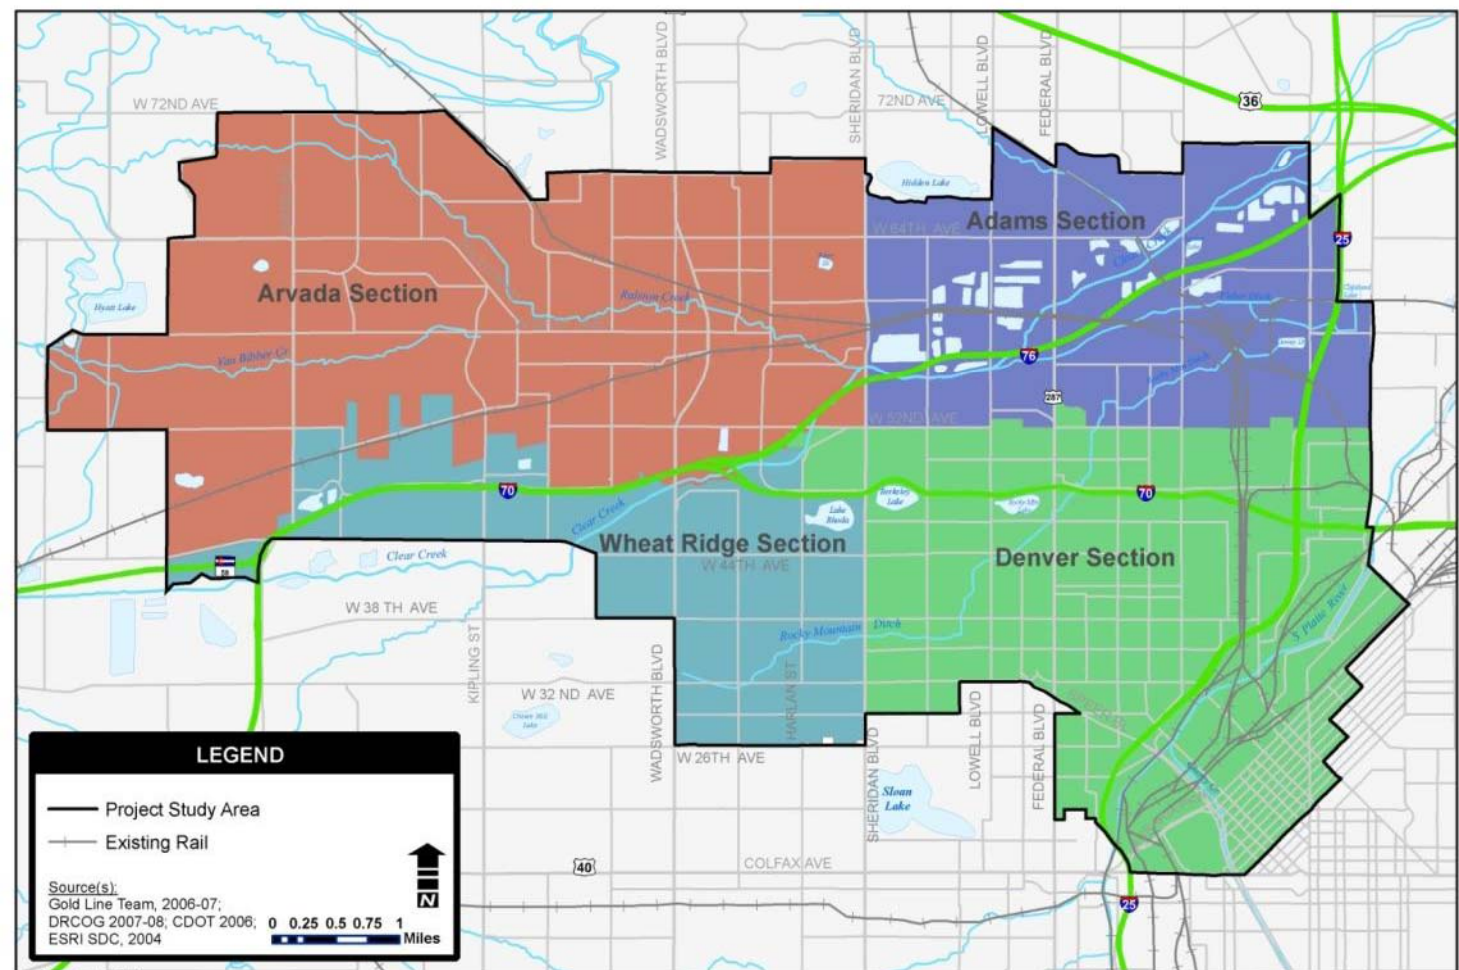 WADSWORTH BLVD
SHERIDAN BLVD
LOWELL BLVD
FEDERAL BLVD
W 72ND AVE
72ND AVE
36
Hidden Lake
Adams Section
W 64TH AVE
25
Arvada Section
Hyatt Lake
Ralston Creek
Van Bibber Cr
76
287
W 52ND AVE
70
70
Berkeley
Lake
Lake
Rhoda
Clear Creek
Wheat Ridge Section
Denver Section
Clear Creek
W 44TH AVE
W 38 TH AVE
Rocky Mountain Ditch
S Platte River
KIPLING ST
WADSWORTH BLVD
HARLAN ST
W 32 ND AVE
SHERIDAN BLVD
LOWELL BLVD
FEDERAL BLVD
W 26TH AVE
Sloan
Lake
COLFAX AVE
40
25
LEGEND
Project Study Area
Existing Rail
Source(s):
Gold Line Team, 2006-07;
DRCOG 2007-08; CDOT 2006;
ESRI SDC, 2004
N
0 0.25 0.5 0.75 1
Miles